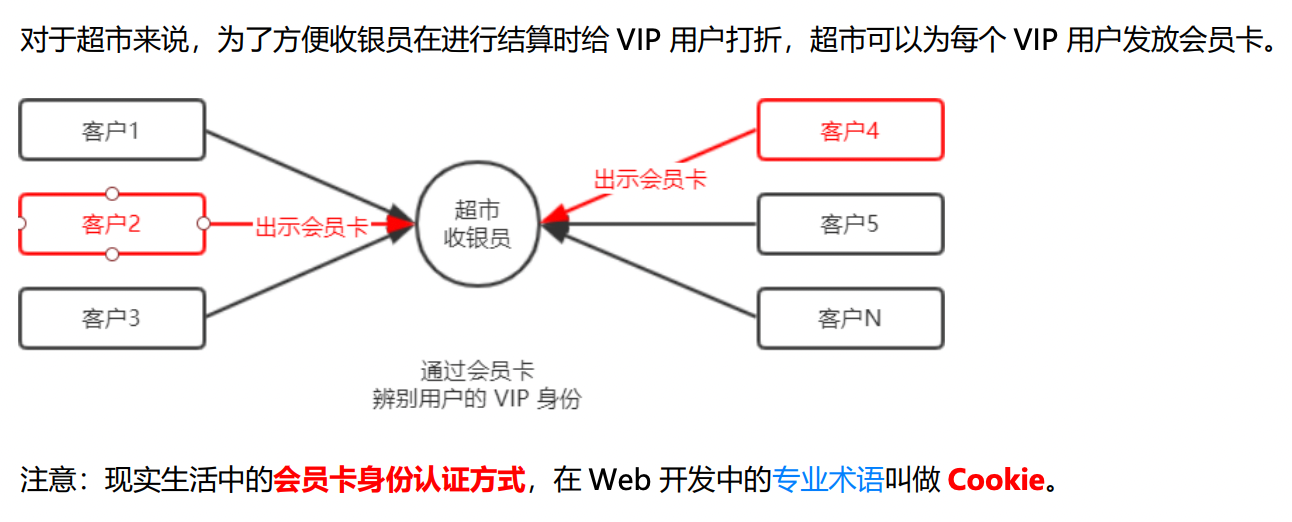 对于超市来说，为了方便收银员在进行结算时给 VIP 用户打折，超市可以为每个 VIP 用户发放会员卡。
客户1
客户2
客户3
出示会员卡
超市
收银员
出示会员卡
客户4
客户5
客户N
通过会员卡
辨别用户的 VIP 身份
注意：现实生活中的会员卡身份认证方式，在 Web 开发中的专业术语叫做 Cookie。